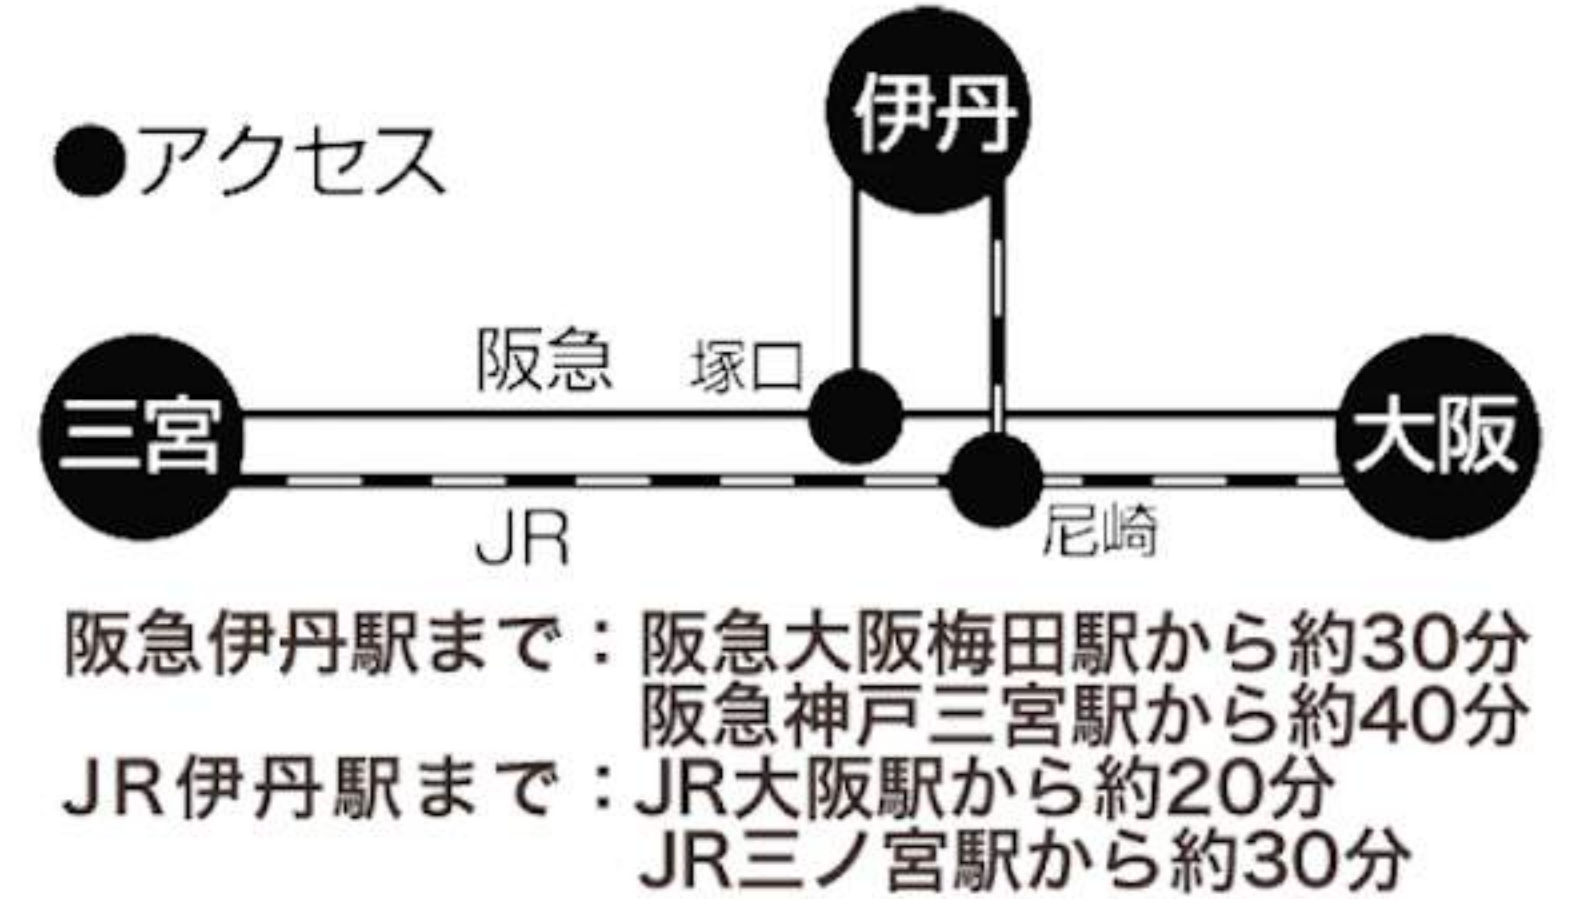 伊丹
●アクセス
阪急 塚口
三宮
大阪
JR
尼崎
阪急伊丹駅まで：阪急大阪梅田駅から約30分
阪急神戸三宮駅から約40分
JR伊丹駅まで：JR大阪駅から約20分
JR三ノ宮駅から約30分